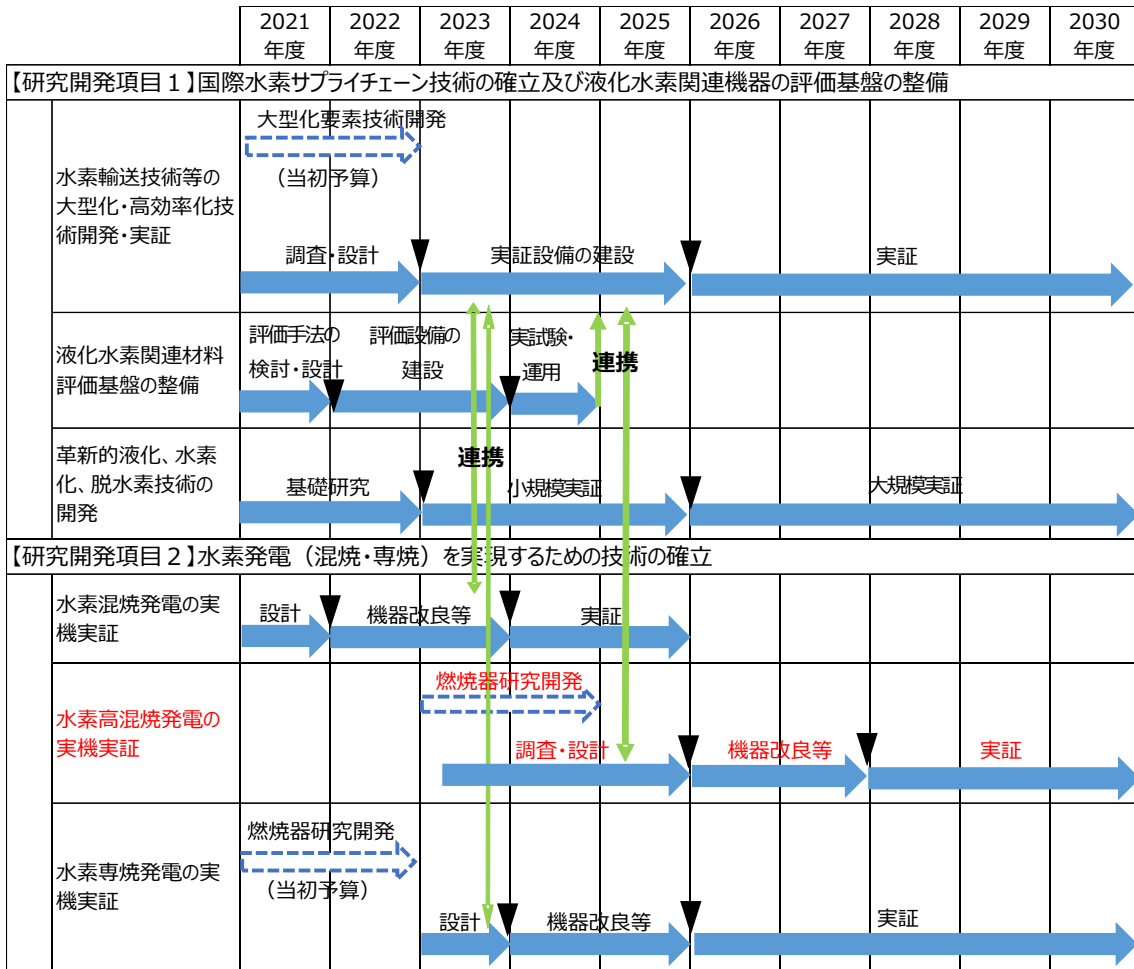 2021 2022 2023 2024 2025 2026 2027 2028 2029 2030
年度 年度 年度 年度 年度 年度 年度 年度 年度 年度
【研究開発項目1】国際水素サプライチェーン技術の確立及び液化水素関連機器の評価基盤の整備
大型化要素技術開発
(当初予算)
水素輸送技術等の
大型化・高効率化技
術開発・実証
調査・設計 実証設備の建設 実証
評価手法の 評価設備の 実試験・
検討・設計 建設 運用
連携
液化水素関連材料
評価基盤の整備
革新的液化、水素
化、脱水素技術の
開発
連携
基礎研究 小規模実証 大規模実証
【研究開発項目2】水素発電(混焼・専焼)を実現するための技術の確立
水素混焼発電の実
機実証
設計 機器改良等 実証
燃焼器研究開発
水素高混焼発電の
実機実証
調査・設計 機器改良等 実証
燃焼器研究開発
(当初予算)
水素専焼発電の実
機実証
設計 機器改良等 実証